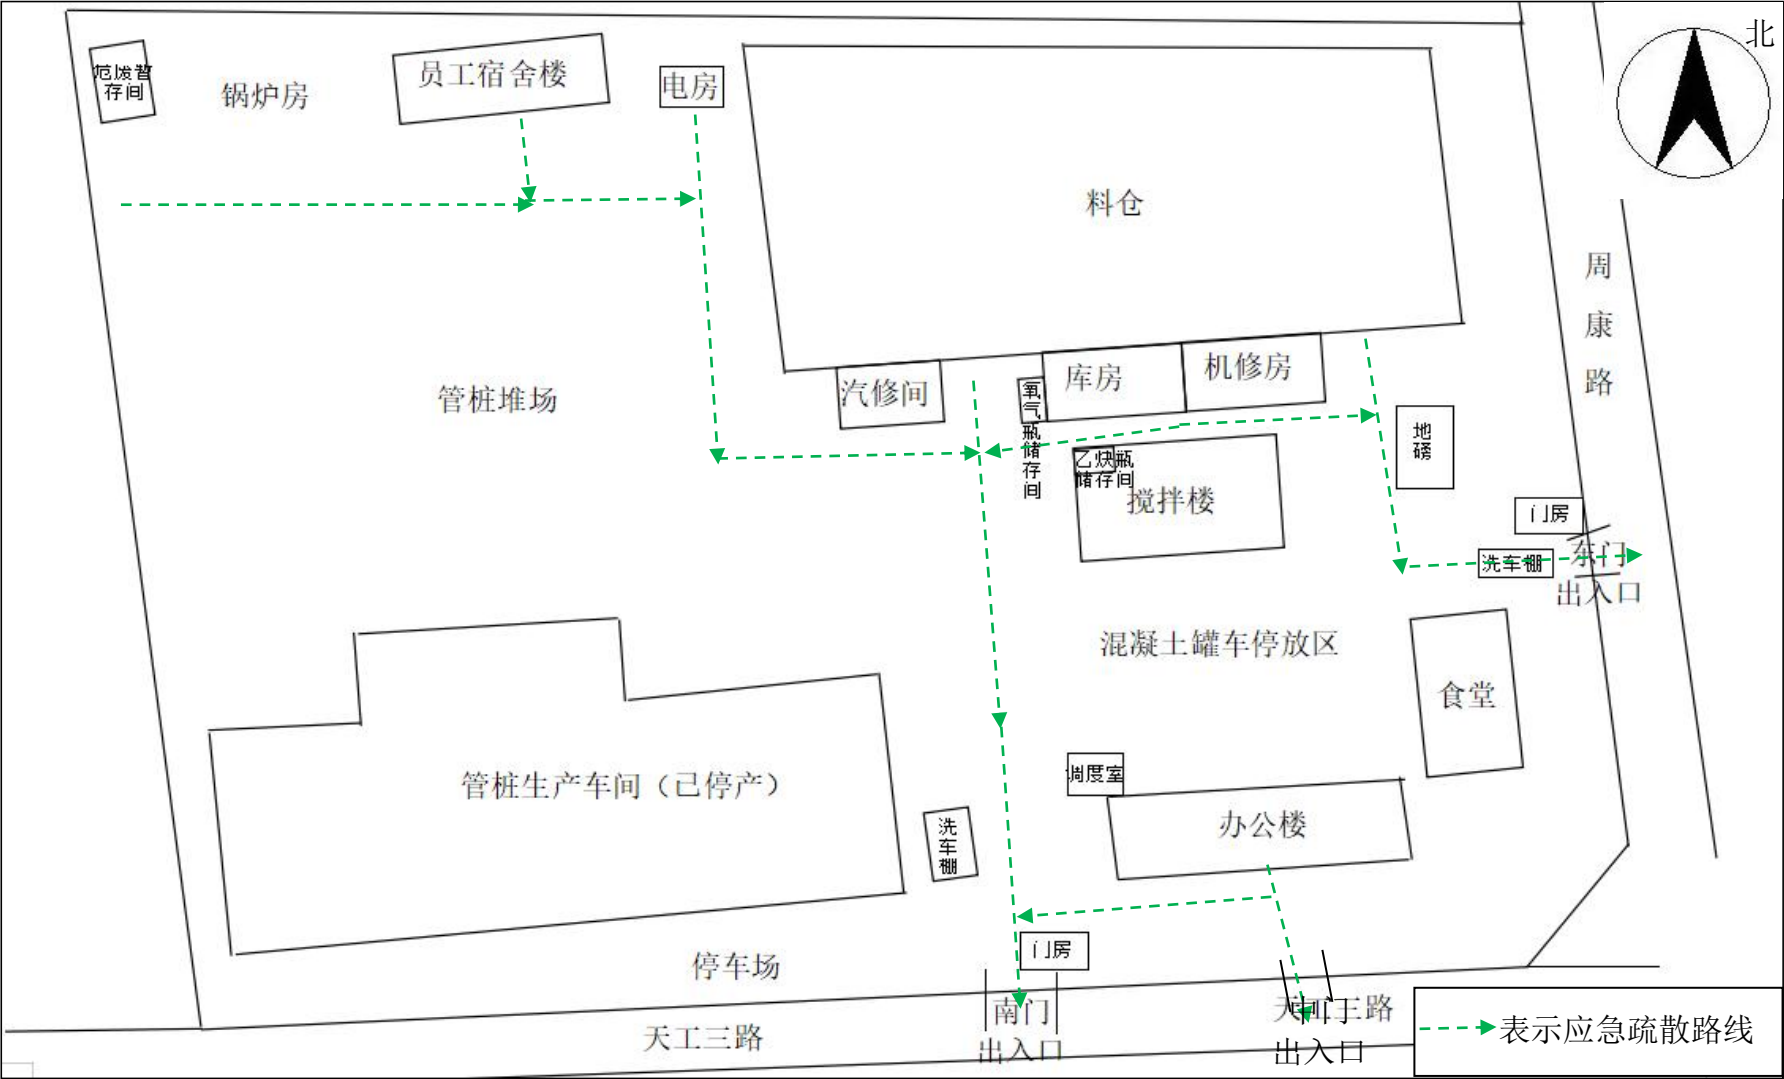 北
危废暂
存间
锅炉房
员工宿舍楼
电房
料仓
周
康
路
管桩堆场
汽修间
氧
气
瓶
储
存
间
库房
机修房
地
磅
乙炔瓶
储存间
搅拌楼
门房
洗车棚
东门
出入口
混凝土罐车停放区
食堂
管桩生产车间（已停产）
调度室
办公楼
洗
车
棚
门房
停车场
南门
出入口
天工三路
天工三路
出入口
表示应急疏散路线